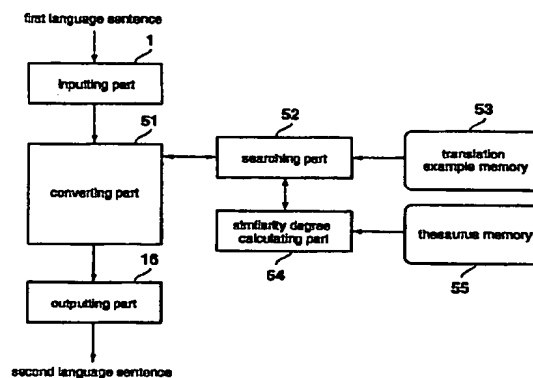 first language sentence
1
inputting part
51
converting part
52
searching part
53
translation
example memory
similarity degree
calculating part
54
thesaurus memory
55
16
outputting part
second language sentence